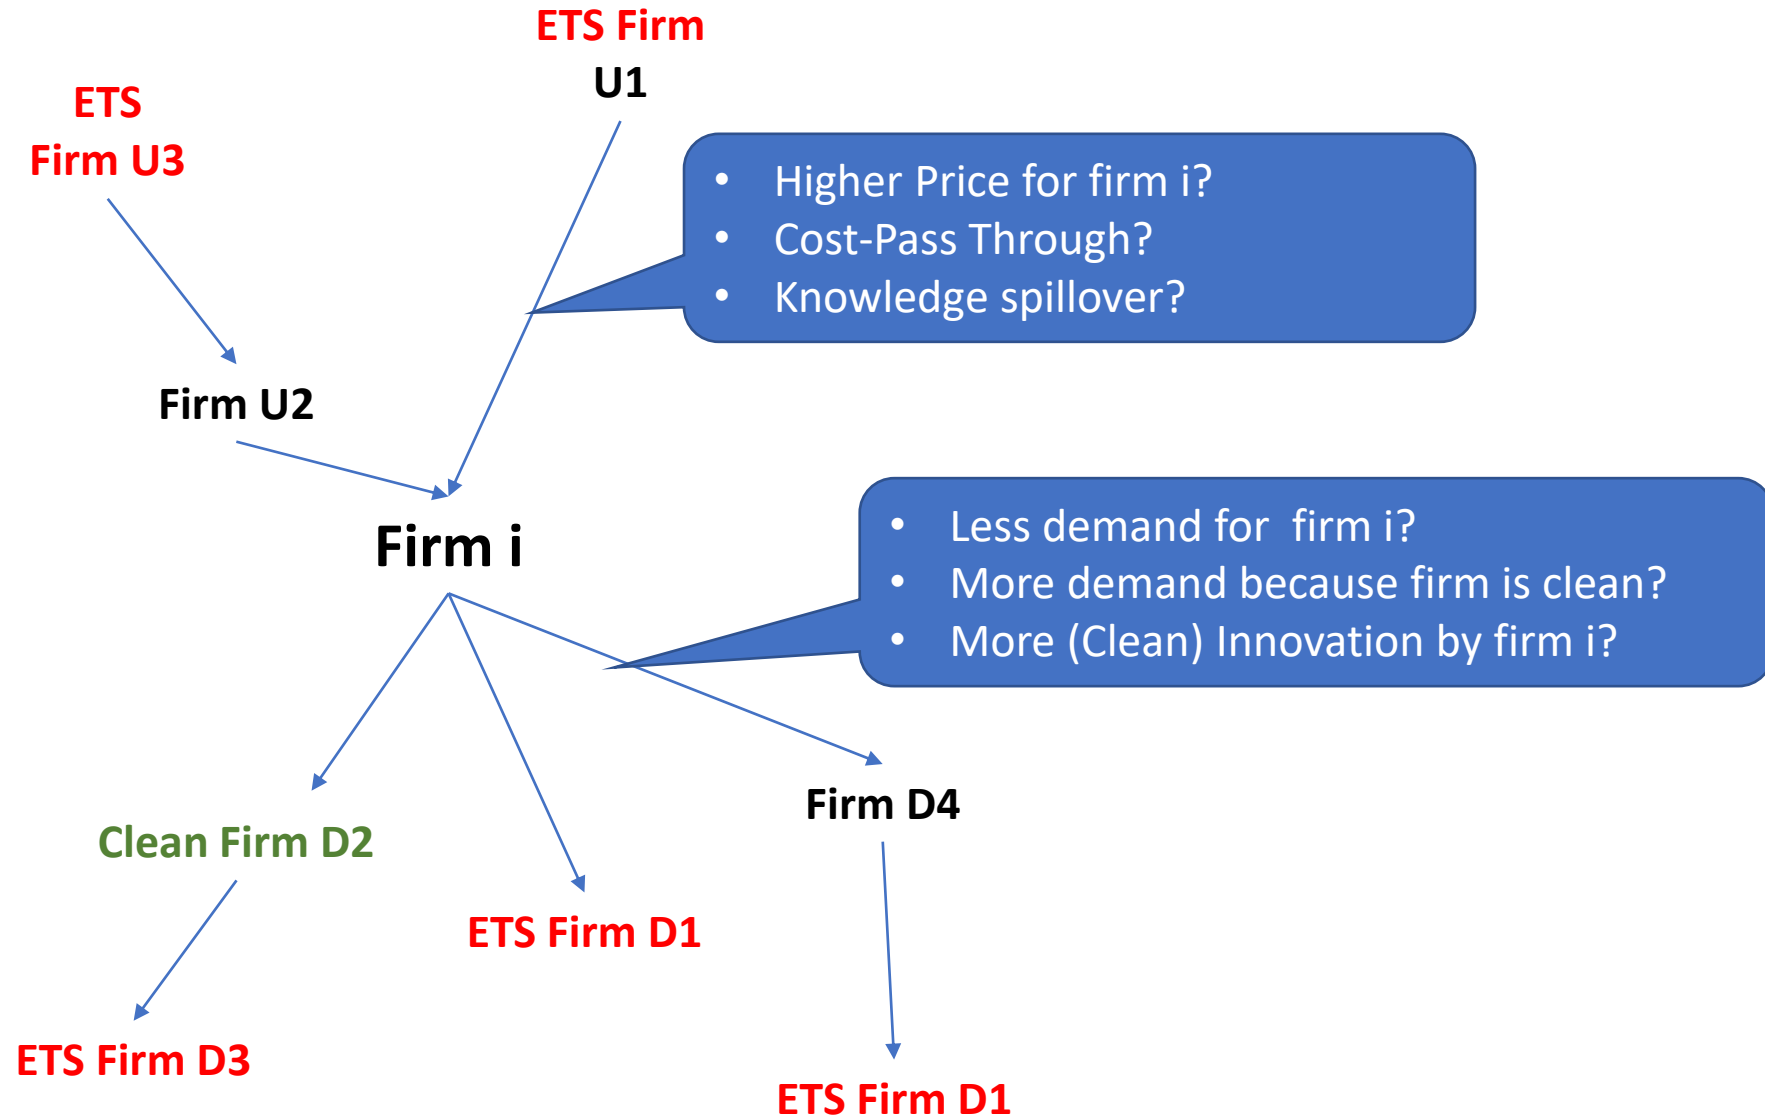 ETS Firm
U1
ETS
Firm U3
• Higher Price for firm i?
• Cost-Pass Through?
• Knowledge spillover?
Firm U2
Firm i
• Less demand for  firm i?
• More demand because firm is clean?
• More (Clean) Innovation by firm i?
Firm D4
Clean Firm D2
ETS Firm D1
ETS Firm D3
ETS Firm D1